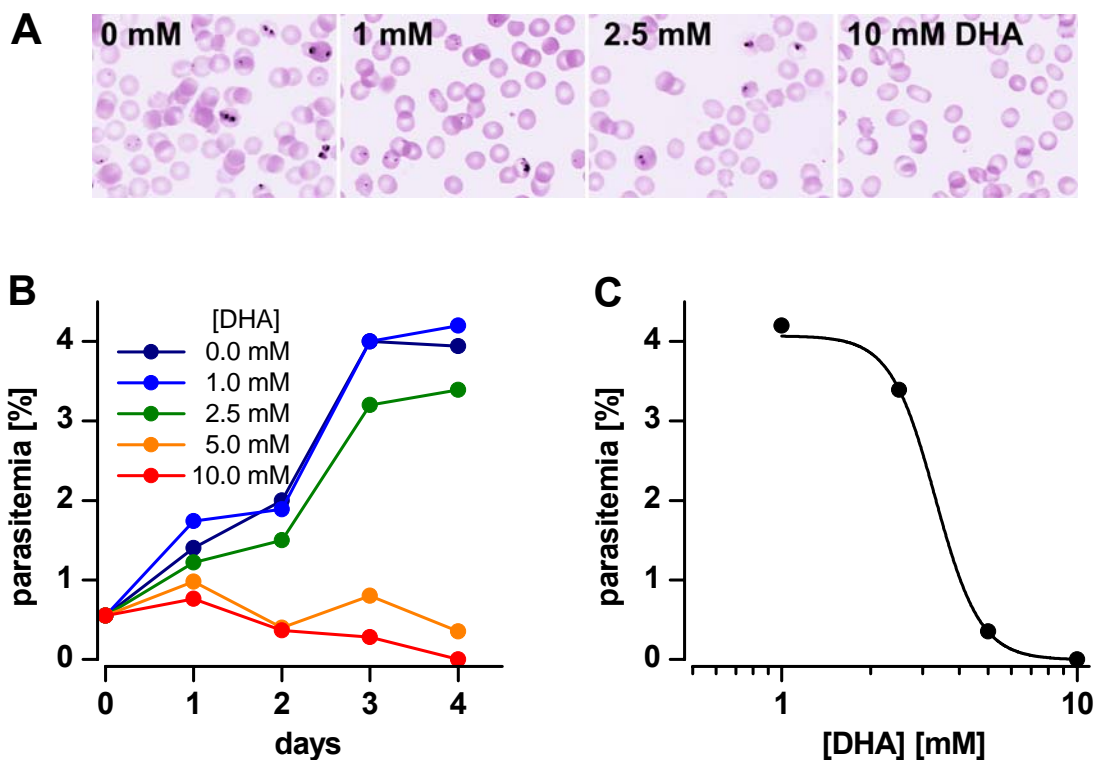 A
0 mM
1 mM
2.5 mM
10 mM DHA
B
parasitemia [%]
4
3
2
1
0
[DHA]
0.0 mM
1.0 mM
2.5 mM
5.0 mM
10.0 mM
0 1 2 3 4
days
C
parasitemia [%]
4
3
2
1
0
1 10
[DHA] [mM]